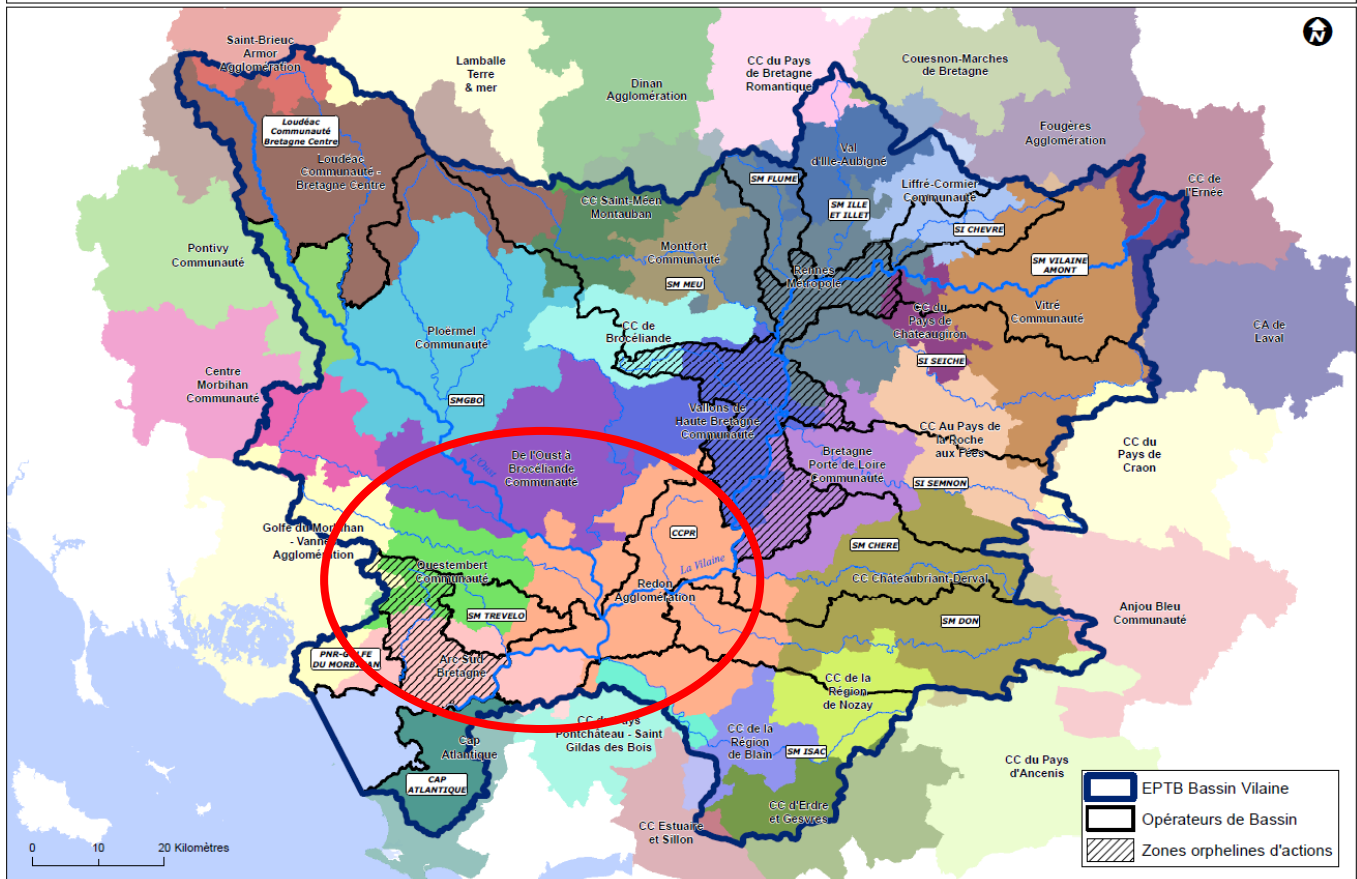 N
Saint-Brieuc
Armor
Agglomération
Lamballe
Terre
& mer
Dinan
Agglomération
CC du Pays
de Bretagne
Romantique
Couesnon-Marches
de Bretagne
Fougères
Agglomération
CC de
l'Ernée
Loudéac
Communauté
Bretagne Centre
Loudéac
Communauté -
Bretagne Centre
CC Saint-Méen
Montauban
SM FLUME
Val
d'Ille-Aubigné
SM ILLE
ET ILLET
Liffré-Cormier
Communauté
SI CHEVRE
Pontivy
Communauté
Montfort
Communauté
SM MEU
Rennes
Métropole
SM VILAINE
AMONT
Vitré
Communauté
CC du
Pays de
Châteaugiron
CA de
Laval
Ploermel
Communauté
CC de
Brocéliande
SI SEICHE
Centre
Morbihan
Communauté
SMGBO
Vallons de
Haute Bretagne
Communauté
CC Au Pays de
la Roche
aux Fées
CC du
Pays de
Craon
L'Oust
De l'Oust à
Brocélande
Communauté
Bretagne
Porte de Loire
Communauté
SI SEMNON
Golfe du Morbihan
- Vannes
Agglomération
CCPR
SM CHERE
La Vilaine
Questembert
Communauté
Redon
Agglomération
CC Châteaubriant-Derval
SM TREVELO
SM DON
Anjou Bleu
Communauté
PNR-GOLFE
DU MORBIHAN
Arc-Sud
Bretagne
CC de la
Région
de Nozay
Cap
Atlantique
CC du Pays
Pontchâteau - Saint
Gildas des Bois
CC de la
Région
de Blain
SM ISAC
CC du Pays
d'Ancenis
CAP
ATLANTIQUE
CC d'Erdre
et Gesvres
CC Estuaire
et Sillon
EPTB Bassin Vilaine
Opérateurs de Bassin
Zones orphelines d'actions
0 10 20 Kilomètres